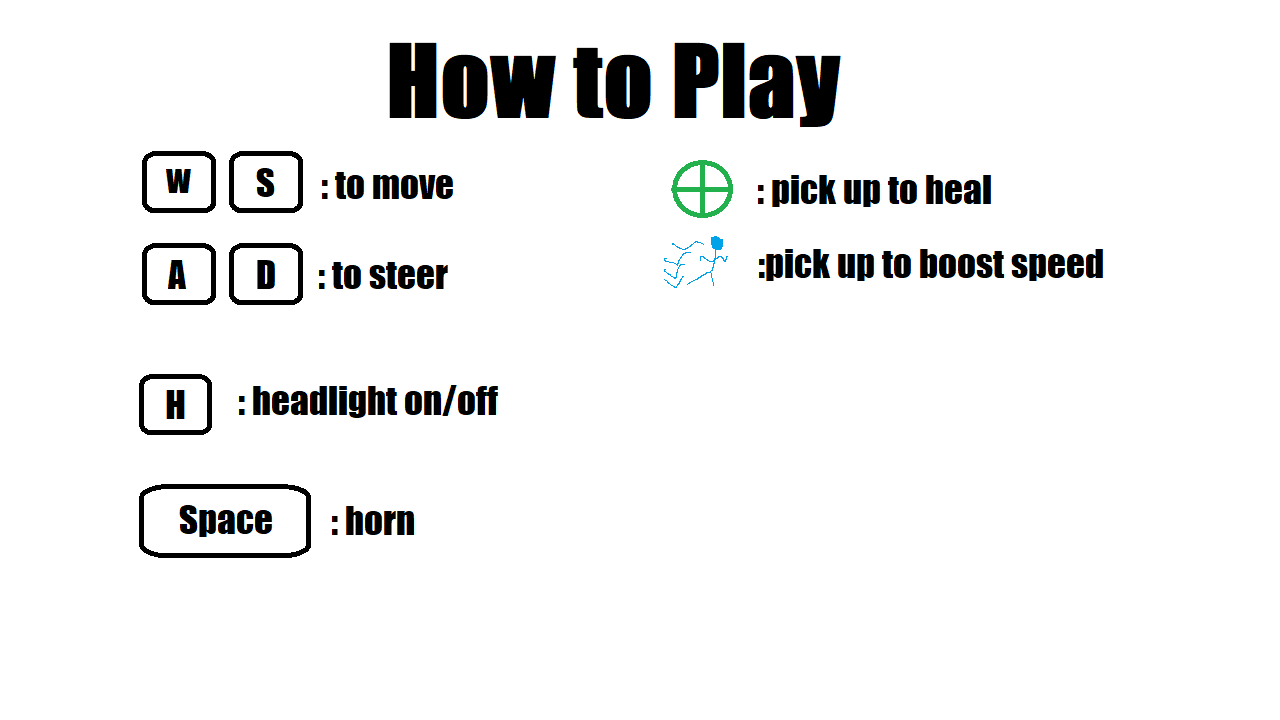 How to Play
W S : to move
A D : to steer
H : headlight on/off
Space : horn
: pick up to heal
:pick up to boost speed